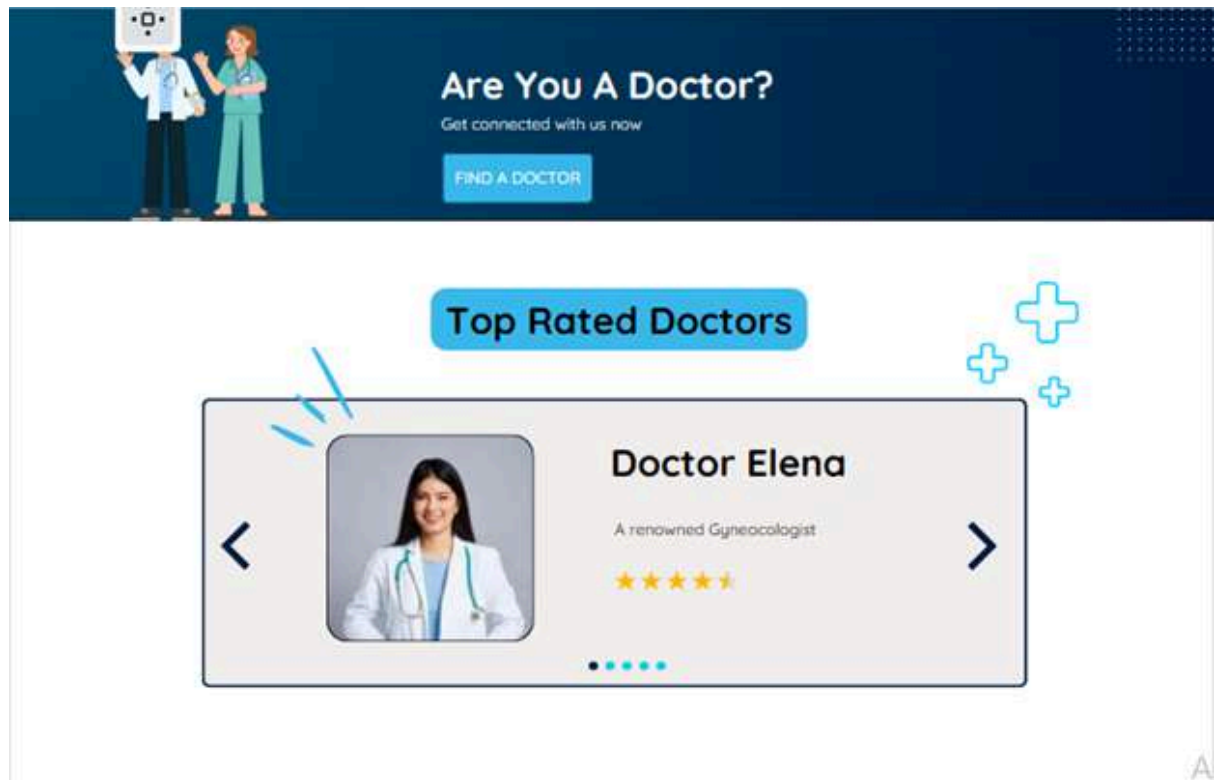 Are You A Doctor?
Get connected with us now
FIND A DOCTOR
Top Rated Doctors
Doctor Elena
A renowned Gyneocologist
A